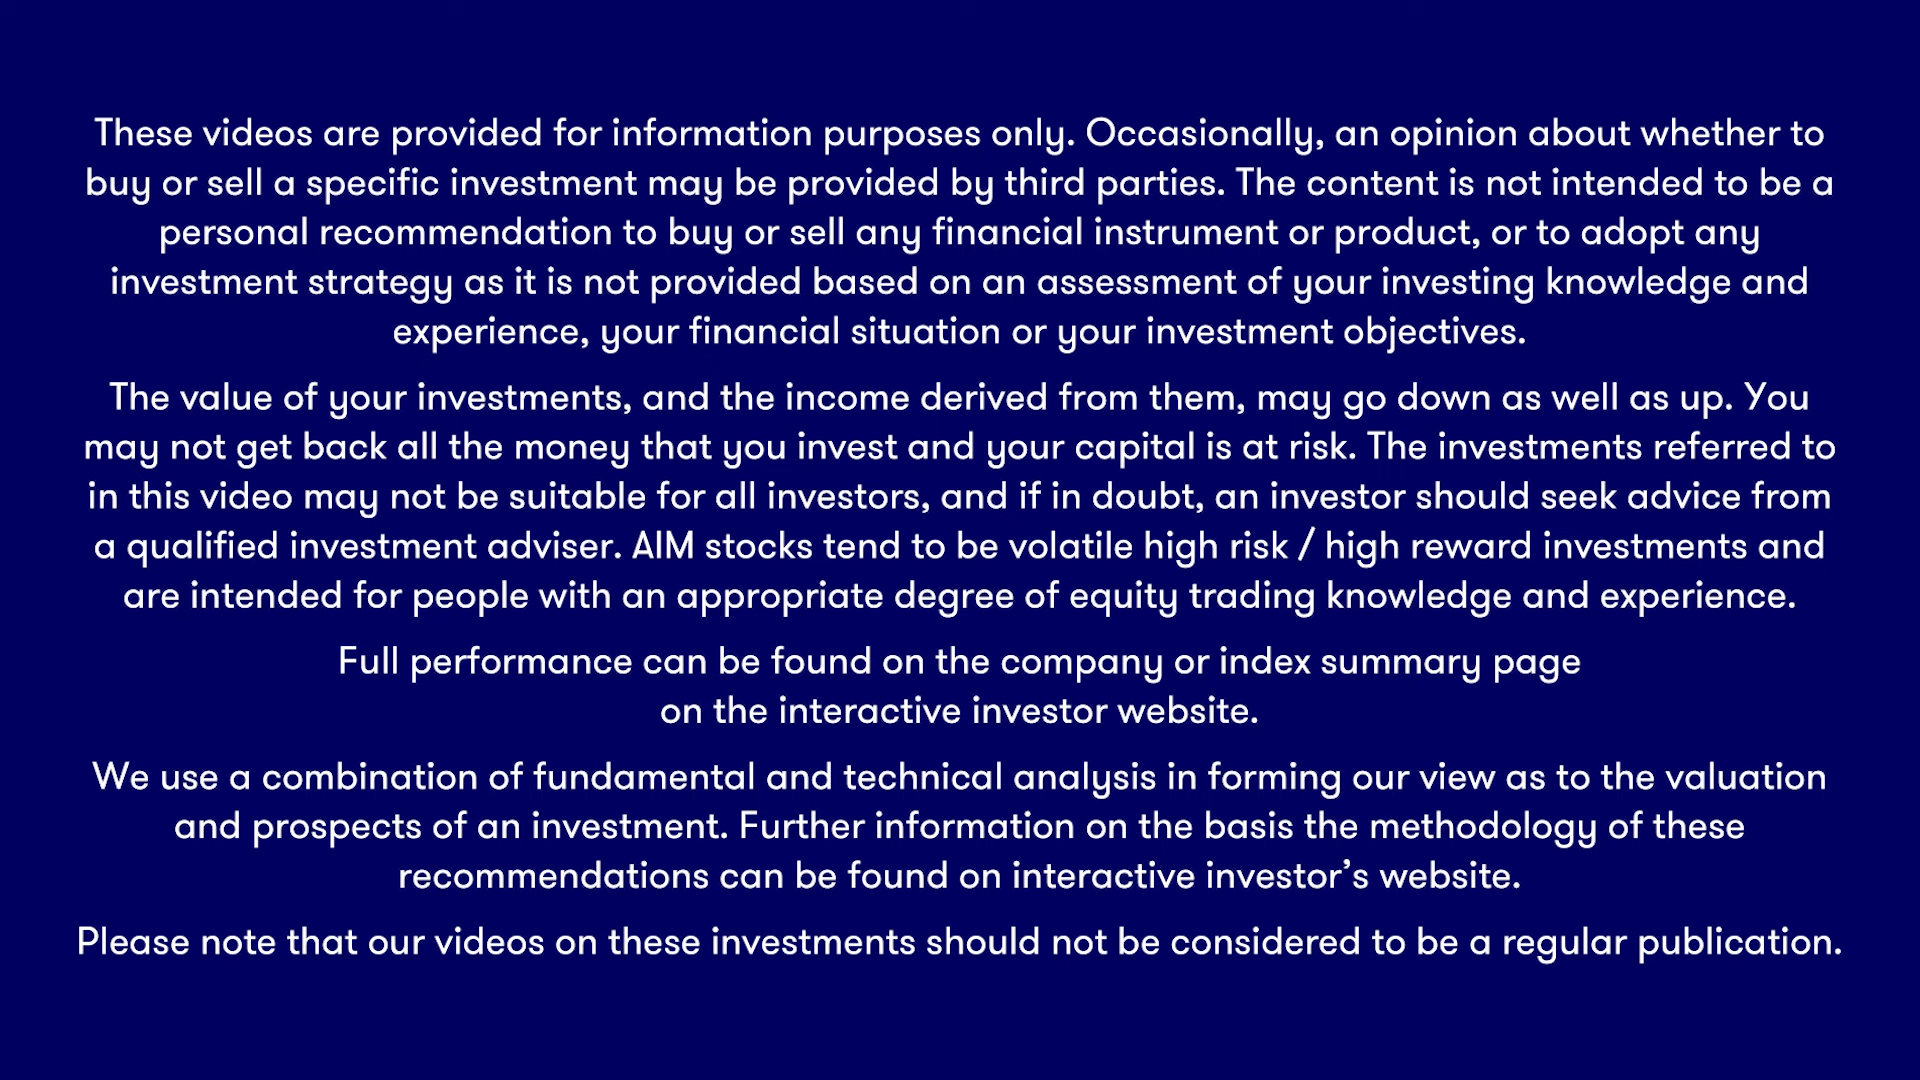 These videos are provided for information purposes only. Occasionally, an opinion about whether to
buy or sell a specific investment may be provided by third parties. The content is not intended to be a
personal recommendation to buy or sell any financial instrument or product, or to adopt any
investment strategy as it is not provided based on an assessment of your investing knowledge and
experience, your financial situation or your investment objectives.
The value of your investments, and the income derived from them, may go down as well as up. You
may not get back all the money that you invest and your capital is at risk. The investments referred to
in this video may not be suitable for all investors, and if in doubt, an investor should seek advice from
a qualified investment adviser. AIM stocks tend to be volatile high risk / high reward investments and
are intended for people with an appropriate degree of equity trading knowledge and experience.
Full performance can be found on the company or index summary page
on the interactive investor website.
We use a combination of fundamental and technical analysis in forming our view as to the valuation
and prospects of an investment. Further information on the basis the methodology of these
recommendations can be found on interactive investor’s website.
Please note that our videos on these investments should not be considered to be a regular publication.